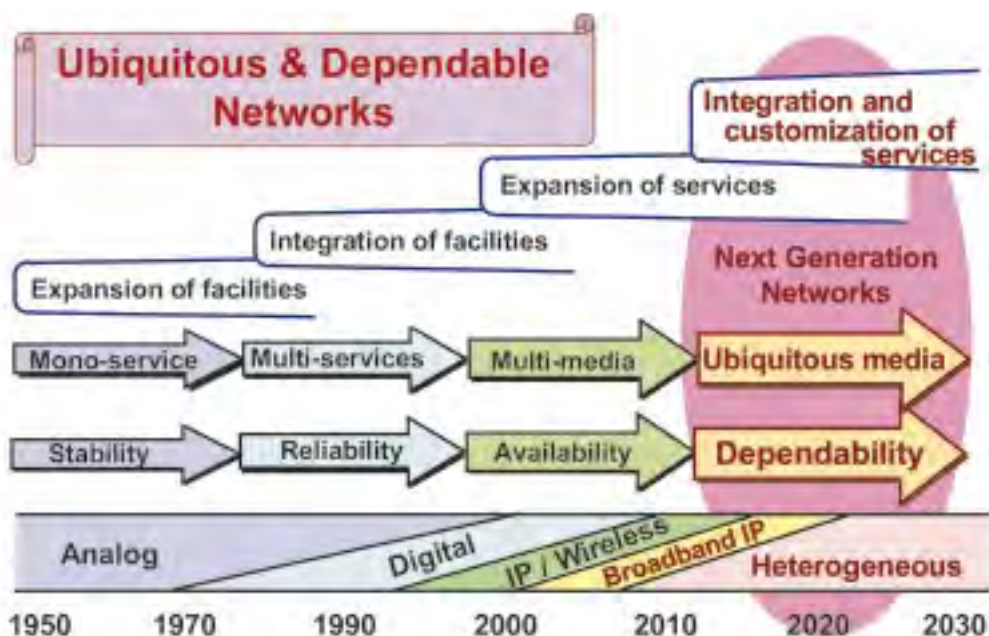 Ubiquitous & Dependable
Networks
Integration and
customization of
services
Expansion of services
Integration of facilities
Expansion of facilities
Next Generation
Networks
Mono-service
Multi-services
Multi-media
Ubiquitous media
Stability
Reliability
Availability
Dependability
Analog
Digital
IP / Wireless
Broadband IP
Heterogeneous
1950 1970 1990 2000 2010 2020 2030